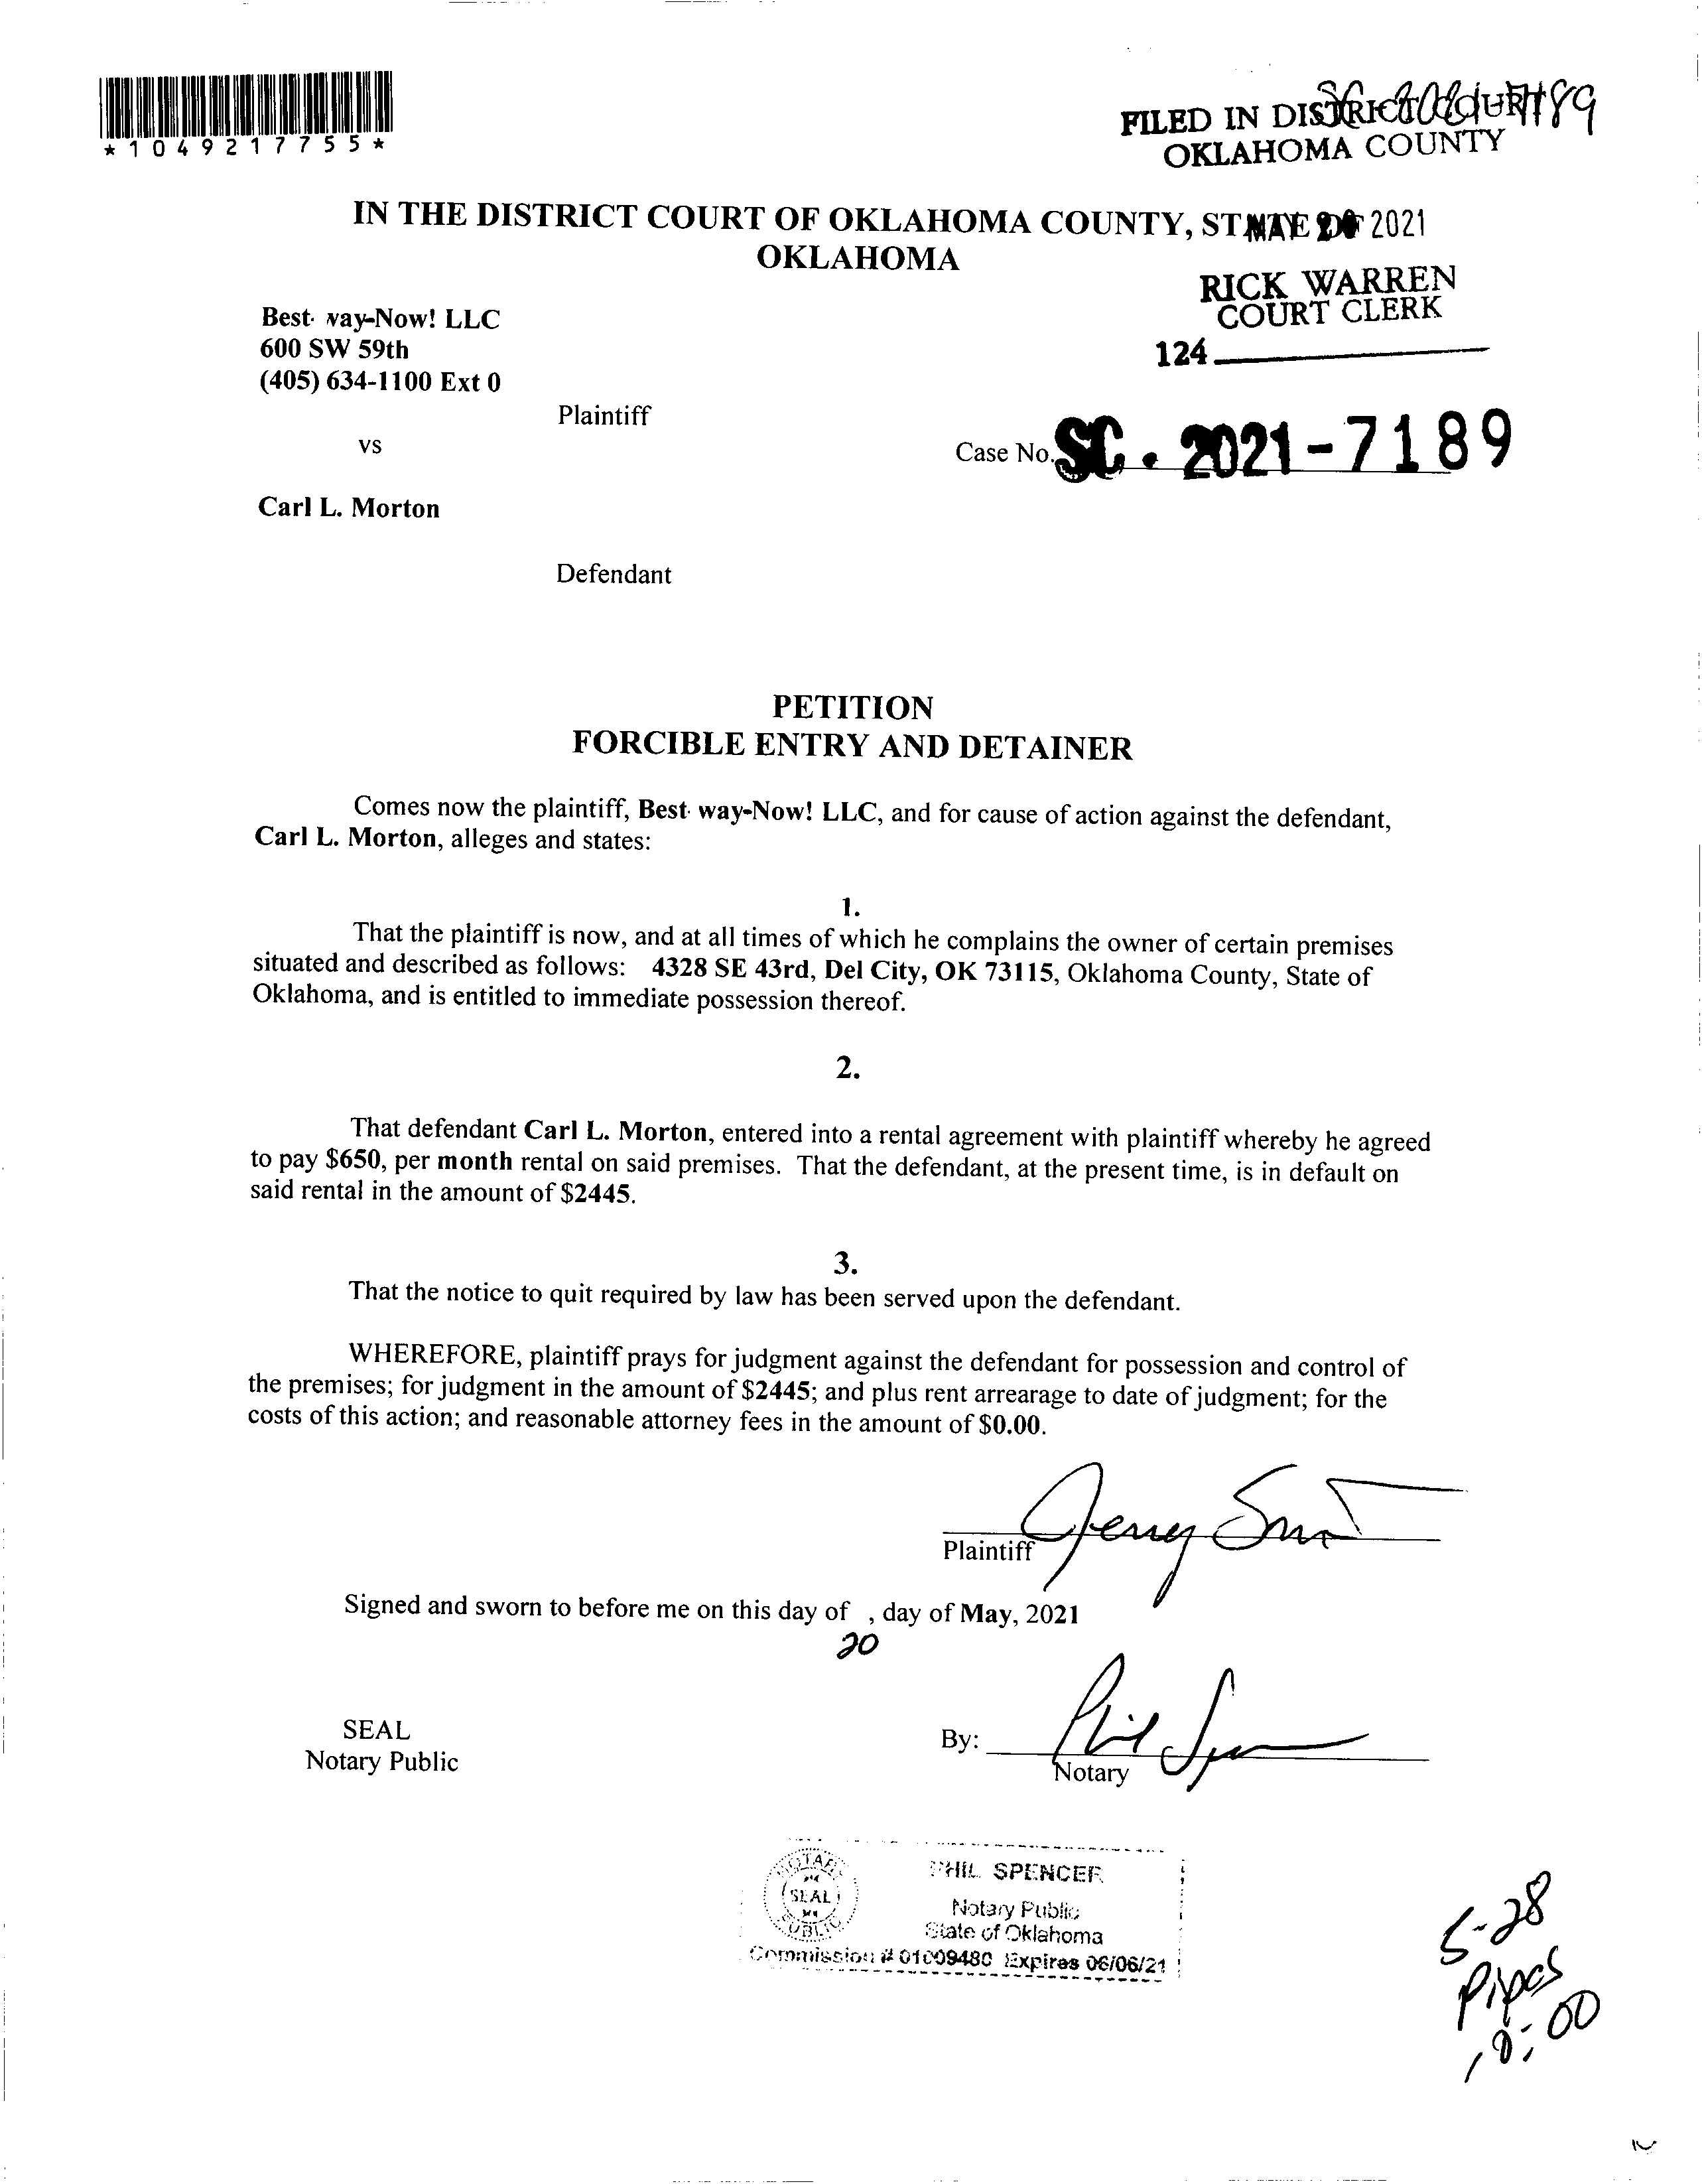 *1049217755*
FILED IN DISTRICT COURT
OKLAHOMA COUNTY
IN THE DISTRICT COURT OF OKLAHOMA COUNTY, STATE OF
OKLAHOMA
MAY 20 2021
RICK WARREN
COURT CLERK
124
Best way-Now! LLC
600 SW 59th
(405) 634-1100 Ext 0
Plaintiff
vs
Case No. SC. 2021-7189
Carl L. Morton
Defendant
PETITION
FORCIBLE ENTRY AND DETAINER
Comes now the plaintiff, Best way-Now! LLC, and for cause of action against the defendant,
Carl L. Morton, alleges and states:
1.
That the plaintiff is now, and at all times of which he complains the owner of certain premises
situated and described as follows: 4328 SE 43rd, Del City, OK 73115, Oklahoma County, State of
Oklahoma, and is entitled to immediate possession thereof.
2.
That defendant Carl L. Morton, entered into a rental agreement with plaintiff whereby he agreed
to pay $650, per month rental on said premises. That the defendant, at the present time, is in default on
said rental in the amount of $2445.
3.
That the notice to quit required by law has been served upon the defendant.
WHEREFORE, plaintiff prays for judgment against the defendant for possession and control of
the premises; for judgment in the amount of $2445; and plus rent arrearage to date of judgment; for the
costs of this action; and reasonable attorney fees in the amount of $0.00.
Plaintiff
Signed and sworn to before me on this day of , day of May, 2021
20
SEAL
Notary Public
By:
Notary
NOTARY
SEAL
PUBLIC
PHIL SPENCER
Notary Public
State of Oklahoma
Commission # 01009480 Expires 06/06/21
5-28
Pipes